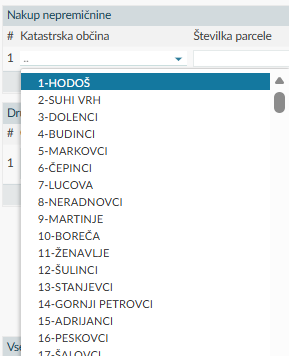 Nakup nepremičnine
# Katastrska občina Številka parcele
1 ..
1-HODOŠ
2-SUHI VRH
Dru
3-DOLENCI
#
4-BUDINCI
5-MARKOVCI
1
6-ČEPINCI
7-LUCOVA
8-NERADNOVCI
9-MARTINJE
10-BOREČA
11-ŽENAVLJE
12-ŠULINCI
13-STANJEVCI
14-GORNJI PETROVCI
15-ADRIJANCI
16-PESKOVCI
Vse
17-ŠALOVCI